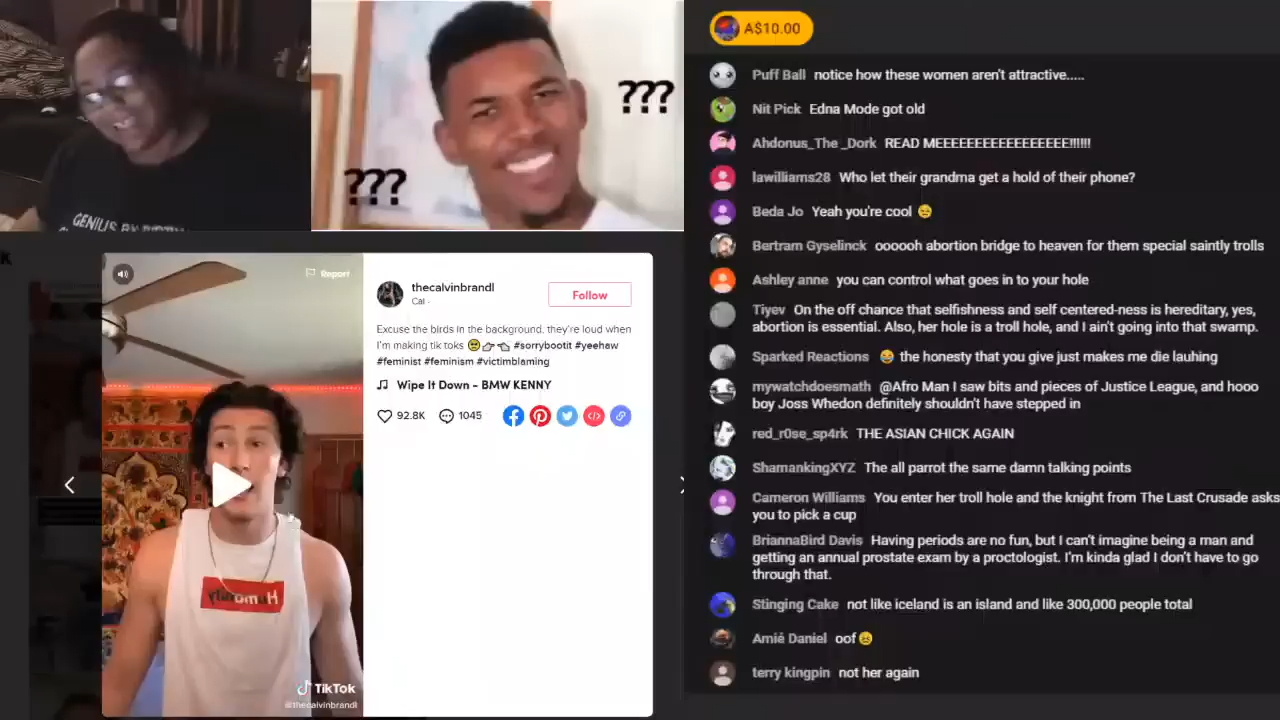 ???
???
GENIUS BY BIRTH
K
Report
Humanity
TikTok
@thecalvinbrandl
thecalvinbrandl
Cal -
Follow
Excuse the birds in the background, they're loud when
I'm making tik toks 🥺👉👈 #sorrybootit #yeehaw
#feminist #feminism #victimblaming
Wipe It Down - BMW KENNY
92.8K
1045
A$10.00
Puff Ball notice how these women aren't attractive.....
Nit Pick Edna Mode got old
Ahdonus_The _Dork READ MEEEEEEEEEEEEEEEEE!!!!!!
lawilliams28 Who let their grandma get a hold of their phone?
Beda Jo Yeah you're cool 😒
Bertram Gyselinck oooooh abortion bridge to heaven for them special saintly trolls
Ashley anne you can control what goes in to your hole
Tiyev On the off chance that selfishness and self centered-ness is hereditary, yes,
abortion is essential. Also, her hole is a troll hole, and I ain't going into that swamp.
Sparked Reactions 😂 the honesty that you give just makes me die lauhing
mywatchdoesmath @Afro Man I saw bits and pieces of Justice League, and hooo
boy Joss Whedon definitely shouldn't have stepped in
red_r0se_sp4rk THE ASIAN CHICK AGAIN
ShamankingXYZ The all parrot the same damn talking points
Cameron Williams You enter her troll hole and the knight from The Last Crusade asks
you to pick a cup
BriannaBird Davis Having periods are no fun, but I can't imagine being a man and
getting an annual prostate exam by a proctologist. I'm kinda glad I don't have to go
through that.
Stinging Cake not like iceland is an island and like 300,000 people total
Amié Daniel oof😣
terry kingpin not her again